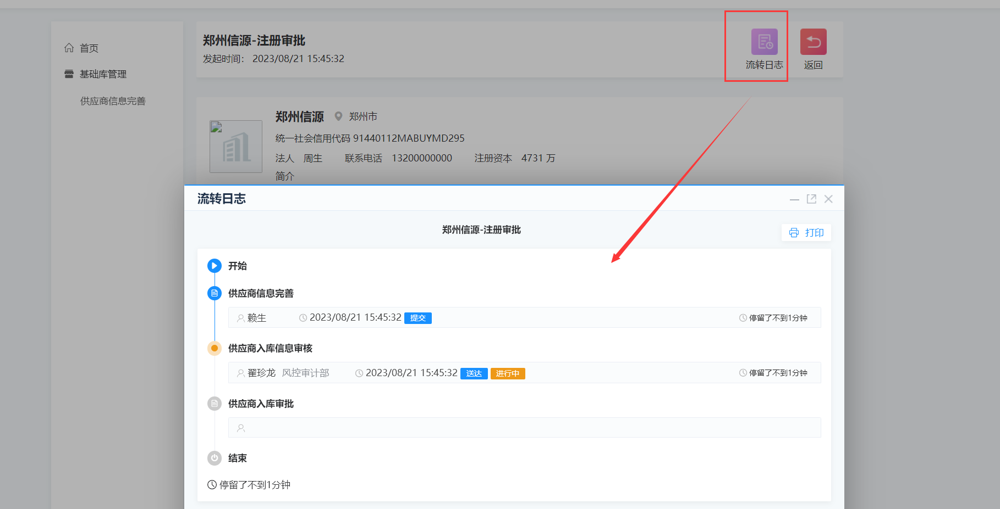 首页
基础库管理
供应商信息完善
郑州信源-注册审批
发起时间： 2023/08/21 15:45:32
流转日志
返回
郑州信源 郑州市
统一社会信用代码 91440112MABUYMD295
法人 周生 联系电话 13200000000 注册资本 4731 万
简介
流转日志
郑州信源-注册审批
打印
开始
供应商信息完善
赖生 2023/08/21 15:45:32 提交 停留了不到1分钟
供应商入库信息审核
翟珍龙 风控审计部 2023/08/21 15:45:32 送达 进行中 停留了不到1分钟
供应商入库审批
结束
停留了不到1分钟